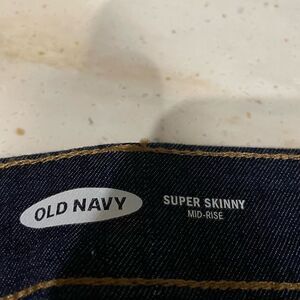 OLD NAVY
SUPER SKINNY
MID-RISE